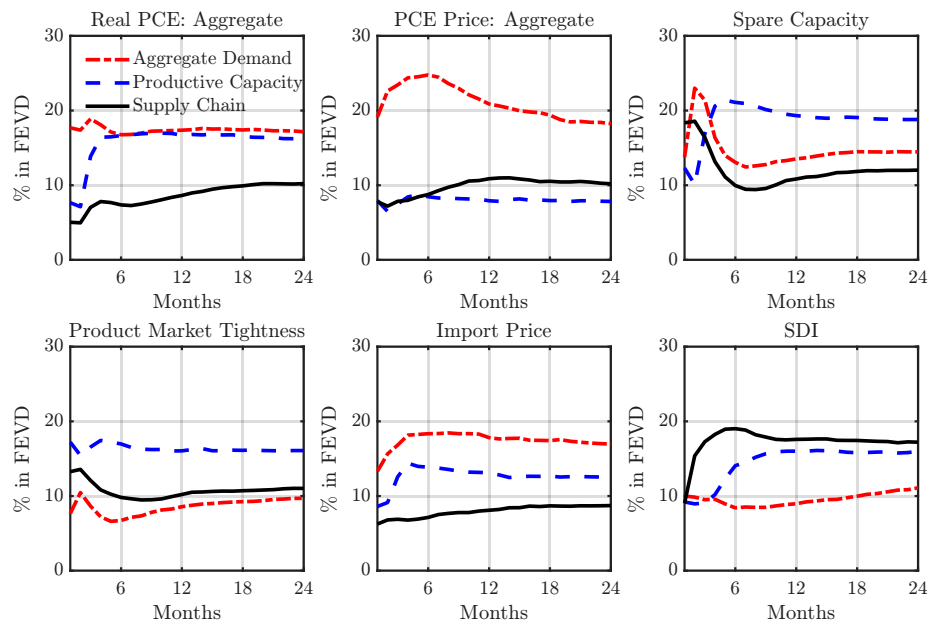 Real PCE: Aggregate
30
20
10
0
% in FEVD
6 12 18 24
Months
Aggregate Demand
Productive Capacity
Supply Chain
PCE Price: Aggregate
30
20
10
0
% in FEVD
6 12 18 24
Months
Spare Capacity
30
20
10
0
% in FEVD
6 12 18 24
Months
Product Market Tightness
30
20
10
0
% in FEVD
6 12 18 24
Months
Import Price
30
20
10
0
% in FEVD
6 12 18 24
Months
SDI
30
20
10
0
% in FEVD
6 12 18 24
Months